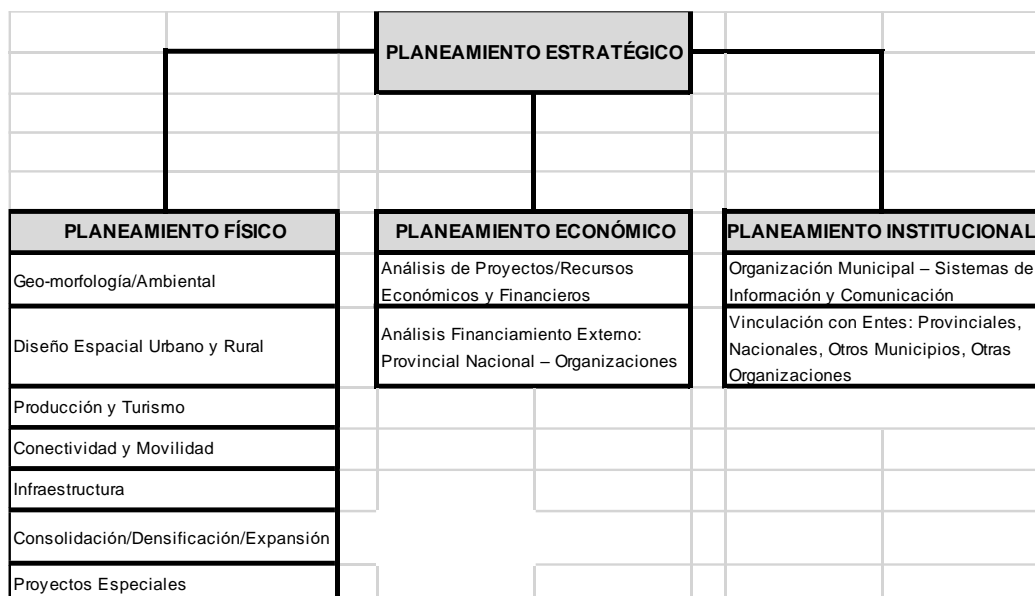 PLANEAMIENTO ESTRATÉGICO
PLANEAMIENTO FÍSICO
Geo-morfología/Ambiental
Diseño Espacial Urbano y Rural
Producción y Turismo
Conectividad y Movilidad
Infraestructura
Consolidación/Densificación/Expansión
Proyectos Especiales
PLANEAMIENTO ECONÓMICO
Análisis de Proyectos/Recursos
Económicos y Financieros
Análisis Financiamiento Externo:
Provincial Nacional – Organizaciones
PLANEAMIENTO INSTITUCIONAL
Organización Municipal – Sistemas de
Información y Comunicación
Vinculación con Entes: Provinciales,
Nacionales, Otros Municipios, Otras
Organizaciones